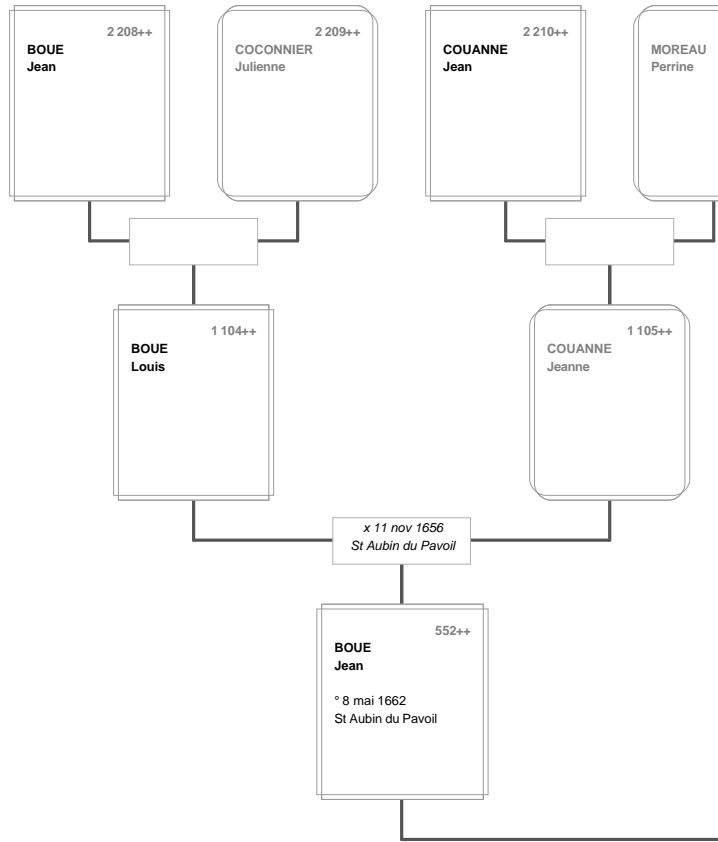 2 208++
BOUE
Jean
2 209++
COCONNIER
Julienne
2 210++
COUANNE
Jean
MOREAU
Perrine
1 104++
BOUE
Louis
1 105++
COUANNE
Jeanne
x 11 nov 1656
St Aubin du Pavoil
552++
BOUE
Jean
° 8 mai 1662
St Aubin du Pavoil